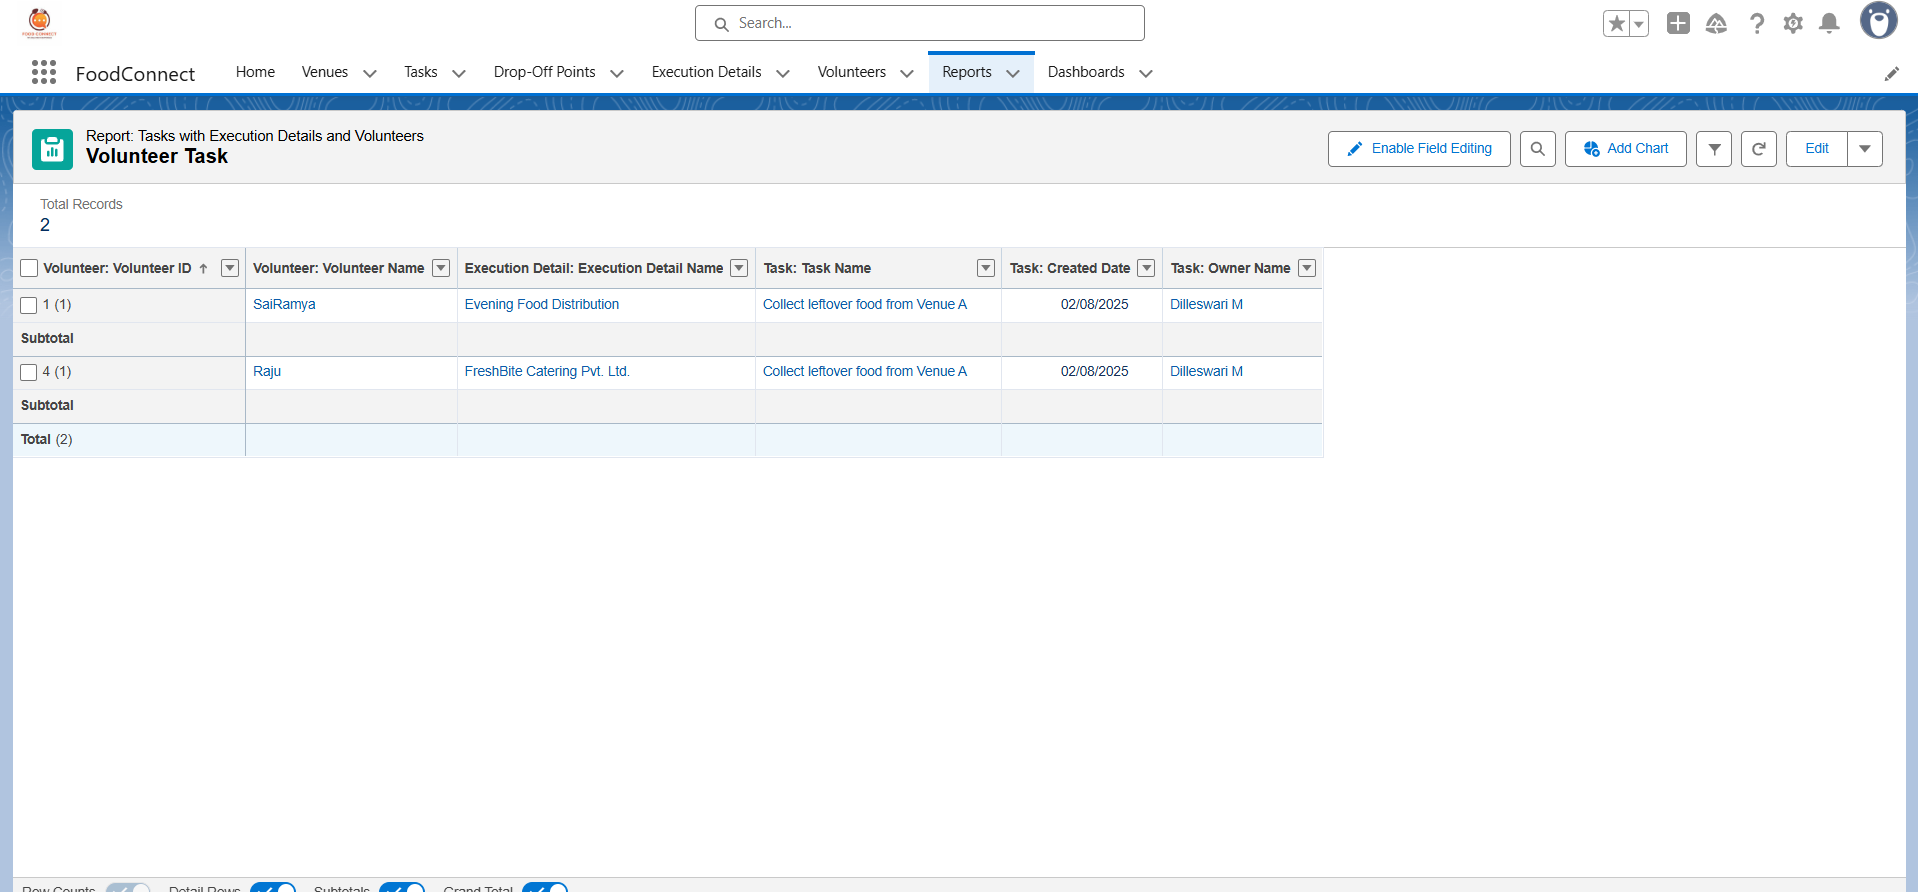 FOOD CONNECT
Search...
FoodConnect
Home
Venues
Tasks
Drop-Off Points
Execution Details
Volunteers
Reports
Dashboards
Report: Tasks with Execution Details and Volunteers
Volunteer Task
Enable Field Editing
Add Chart
Edit
Total Records
2
Volunteer: Volunteer ID ↑
Volunteer: Volunteer Name
Execution Detail: Execution Detail Name
Task: Task Name
Task: Created Date
Task: Owner Name
1 (1)
SaiRamya
Evening Food Distribution
Collect leftover food from Venue A
02/08/2025
Dilleswari M
Subtotal
4 (1)
Raju
FreshBite Catering Pvt. Ltd.
Collect leftover food from Venue A
02/08/2025
Dilleswari M
Subtotal
Total (2)
Row Counts
Detail Rows
Subtotals
Grand Total